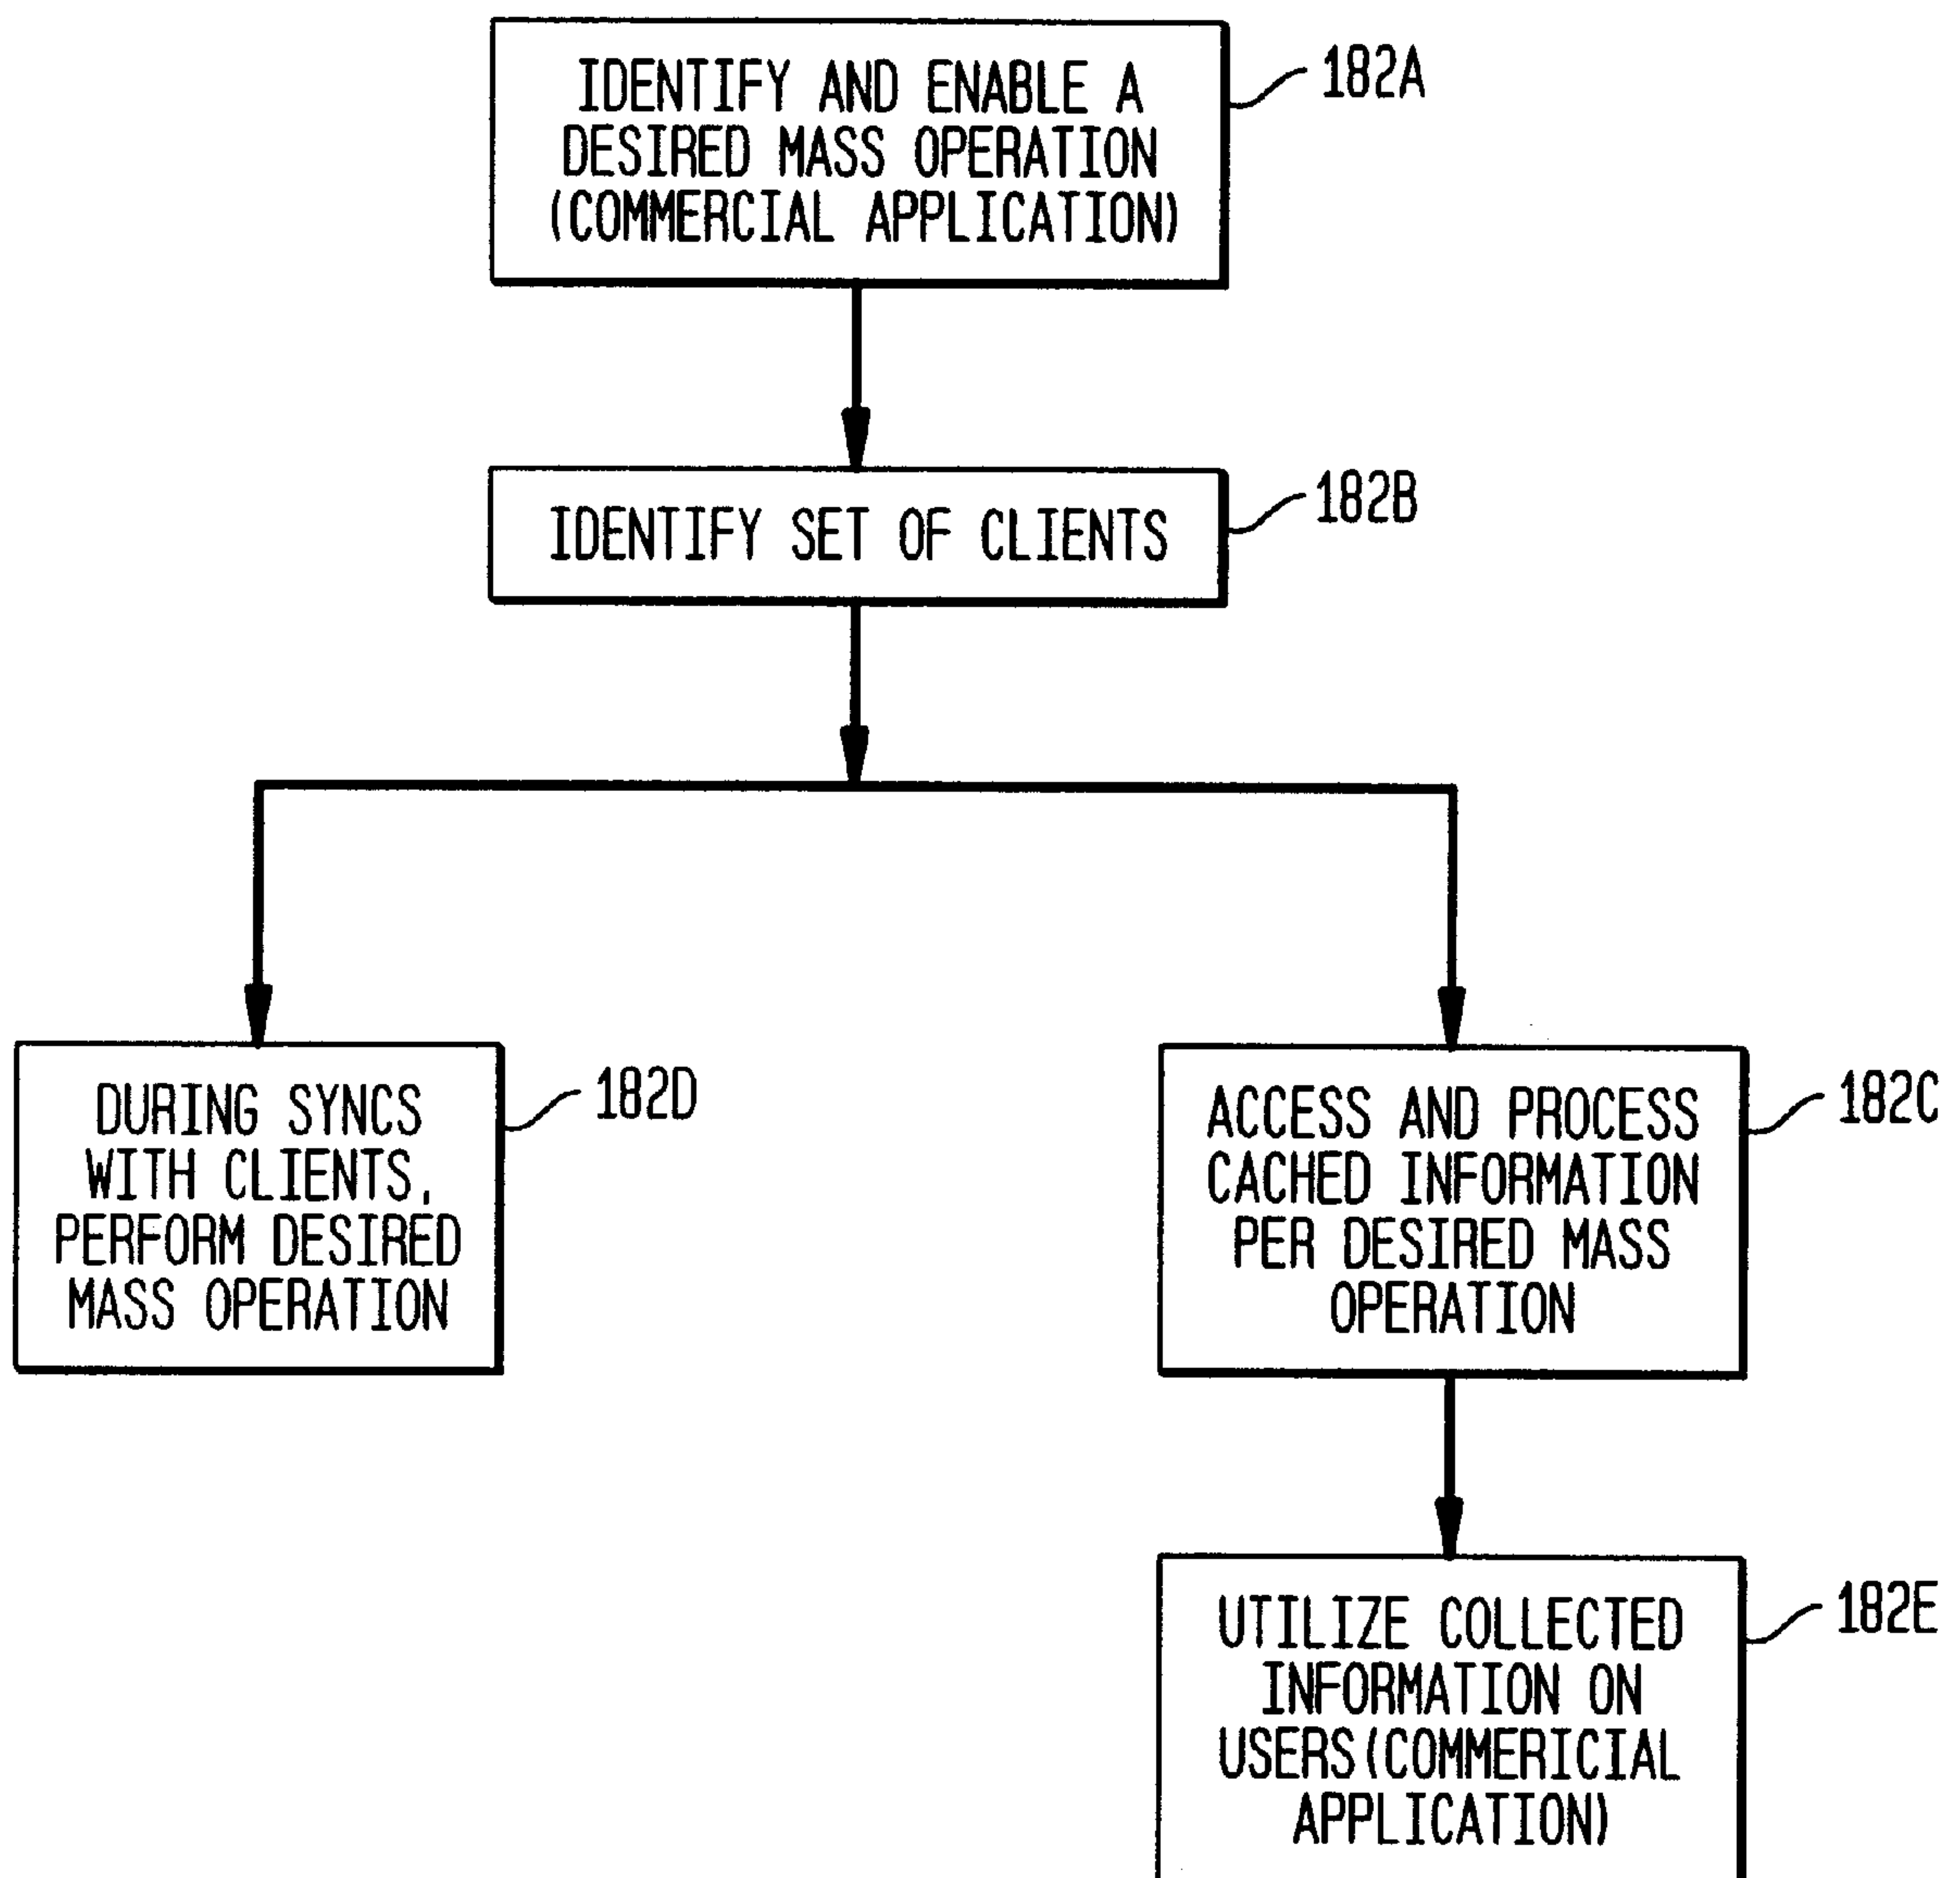 IDENTIFY AND ENABLE A
DESIRED MASS OPERATION
(COMMERCIAL APPLICATION)
182A
IDENTIFY SET OF CLIENTS
182B
DURING SYNCS
WITH CLIENTS,
PERFORM DESIRED
MASS OPERATION
182D
ACCESS AND PROCESS
CACHED INFORMATION
PER DESIRED MASS
OPERATION
182C
UTILIZE COLLECTED
INFORMATION ON
USERS(COMMERICIAL
APPLICATION)
182E